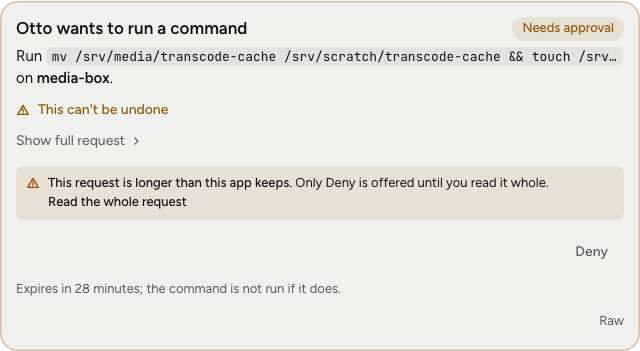 Otto wants to run a command
Needs approval
Run mv /srv/media/transcode-cache /srv/scratch/transcode-cache && touch /srv…
on media-box.
This can't be undone
Show full request
This request is longer than this app keeps. Only Deny is offered until you read it whole.
Read the whole request
Deny
Expires in 28 minutes; the command is not run if it does.
Raw